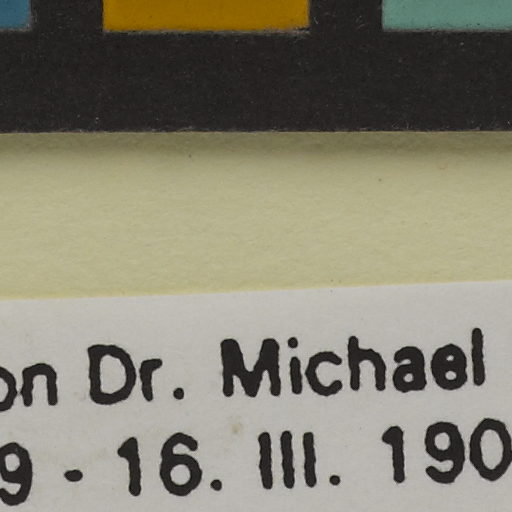 on Dr. Michael
9 - 16. III. 190